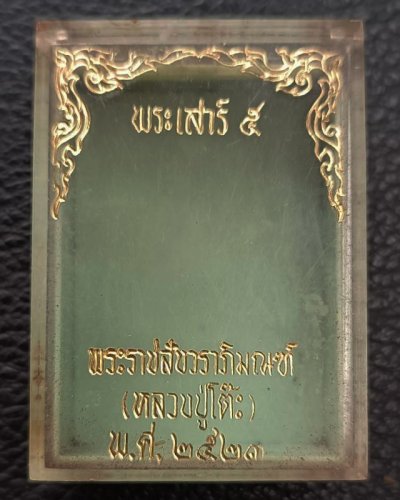 พระเสาร์ ๕
พระราชสังวราภิมณฑ์
(หลวงปู่โต๊ะ)
พ.ศ. ๒๕๒๓